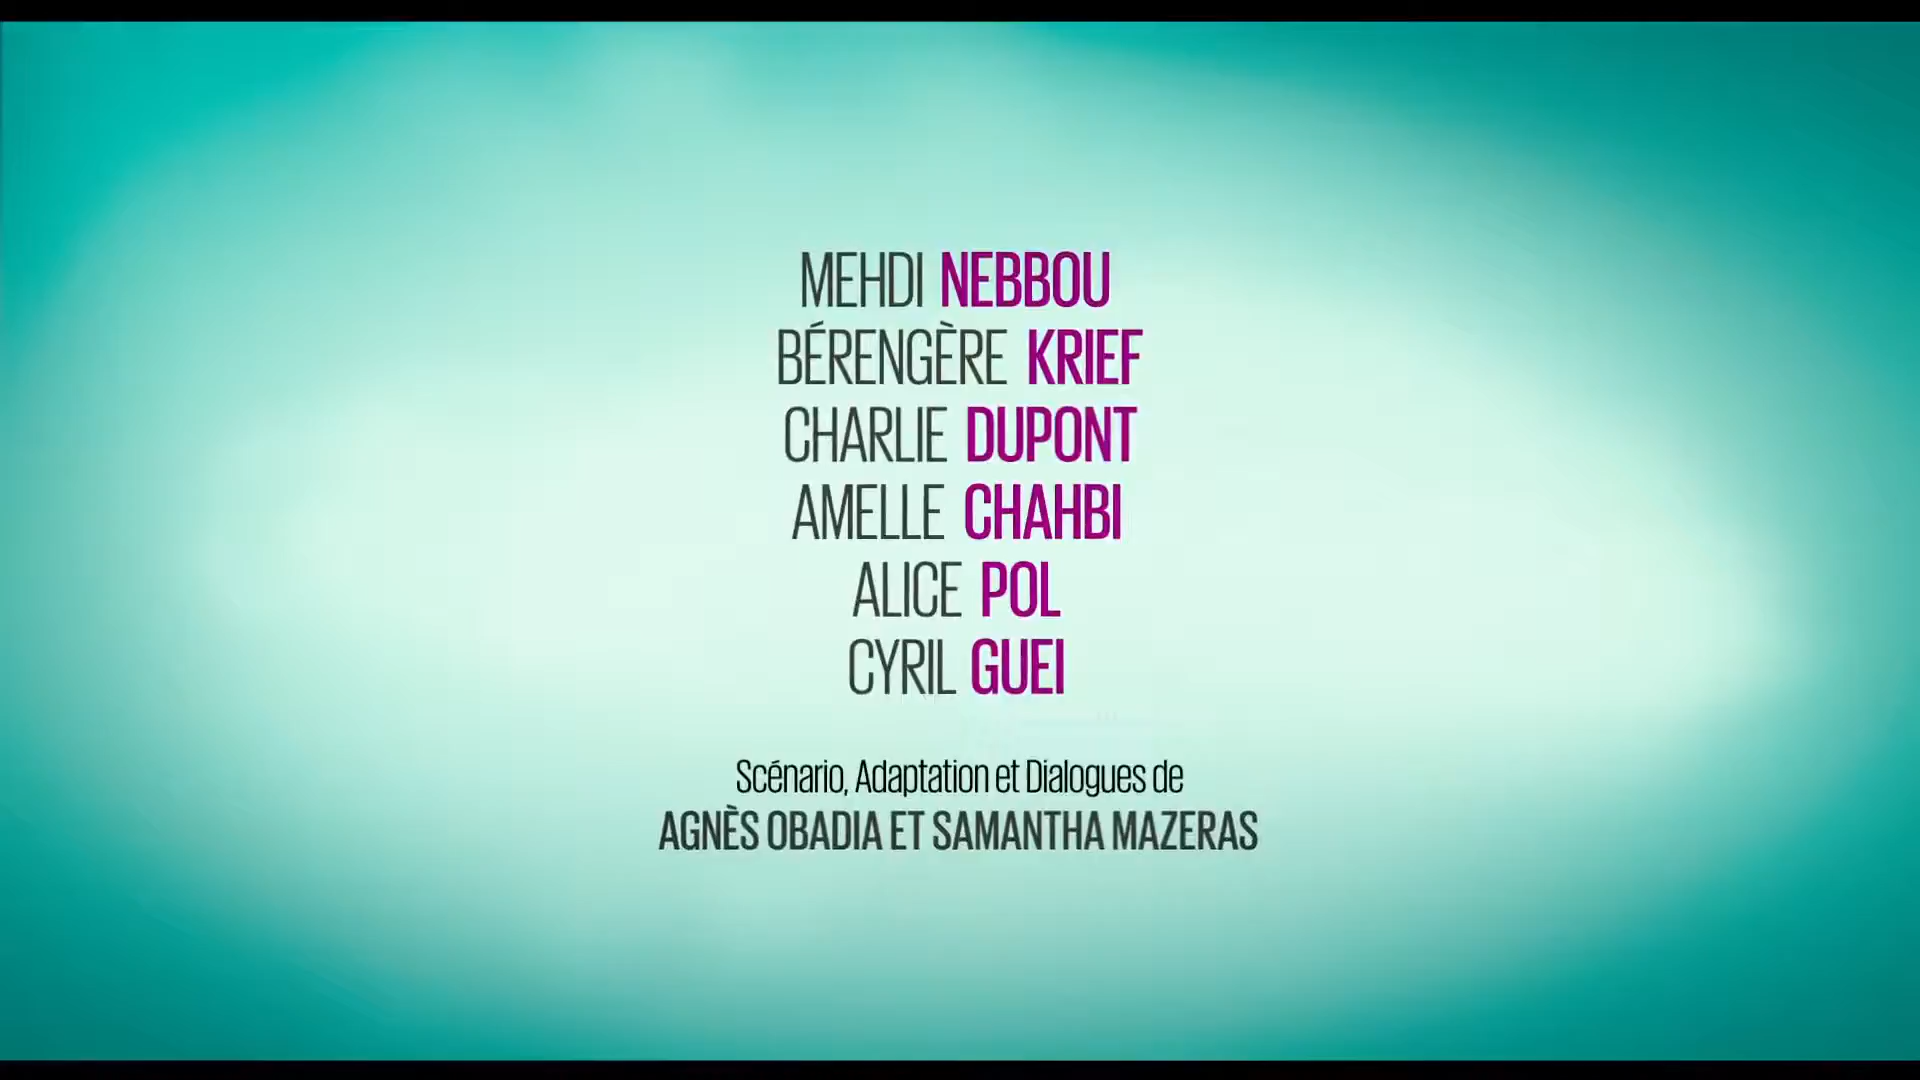 MEHDI NEBBOU
BÉRENGÈRE KRIEF
CHARLIE DUPONT
AMELLE CHAHBI
ALICE POL
CYRIL GUEI
Scénario, Adaptation et Dialogues de
AGNÈS OBADIA ET SAMANTHA MAZERAS